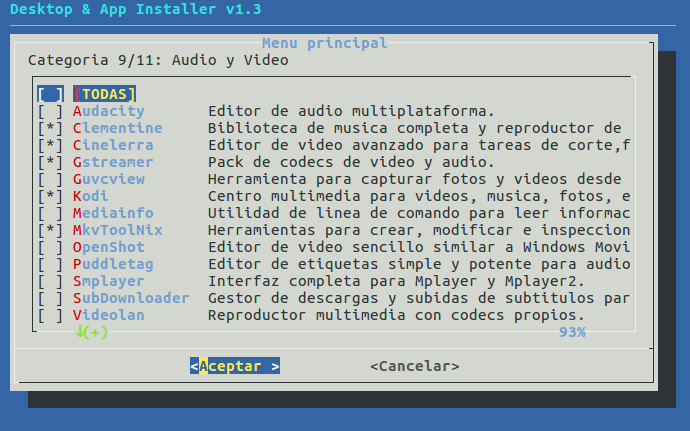 Desktop & App Installer v1.3
Menu principal
Categoria 9/11: Audio y Video
[ ] [TODAS]
[ ] Audacity Editor de audio multiplataforma.
[*] Clementine Biblioteca de musica completa y reproductor de
[*] Cinelerra Editor de video avanzado para tareas de corte,f
[*] Gstreamer Pack de codecs de video y audio.
[ ] Guvcview Herramienta para capturar fotos y videos desde
[*] Kodi Centro multimedia para videos, musica, fotos, e
[ ] Mediainfo Utilidad de linea de comando para leer informac
[*] MkvToolNix Herramientas para crear, modificar e inspeccion
[ ] OpenShot Editor de video sencillo similar a Windows Movi
[ ] Puddletag Editor de etiquetas simple y potente para audio
[ ] Smplayer Interfaz completa para Mplayer y Mplayer2.
[ ] SubDownloader Gestor de descargas y subidas de subtitulos par
[ ] Videolan Reproductor multimedia con codecs propios.
↓(+) 93%
<Aceptar > <Cancelar>